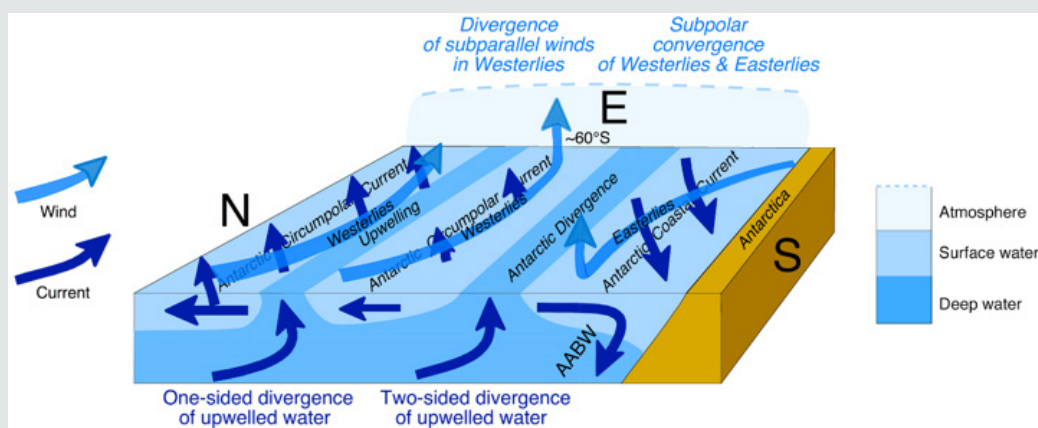 Divergence
of subparallel winds
in Westerlies
Subpolar
convergence
of Westerlies & Easterlies
E
~60°S
N
Wind
Current
Antarctic Circumpolar Current
Westerlies
Upwelling
Antarctic Circumpolar Current
Westerlies
Antarctic Divergence
Easterlies
Antarctic Coastal Current
Antarctica
S
AABW
Atmosphere
Surface water
Deep water
One-sided divergence
of upwelled water
Two-sided divergence
of upwelled water